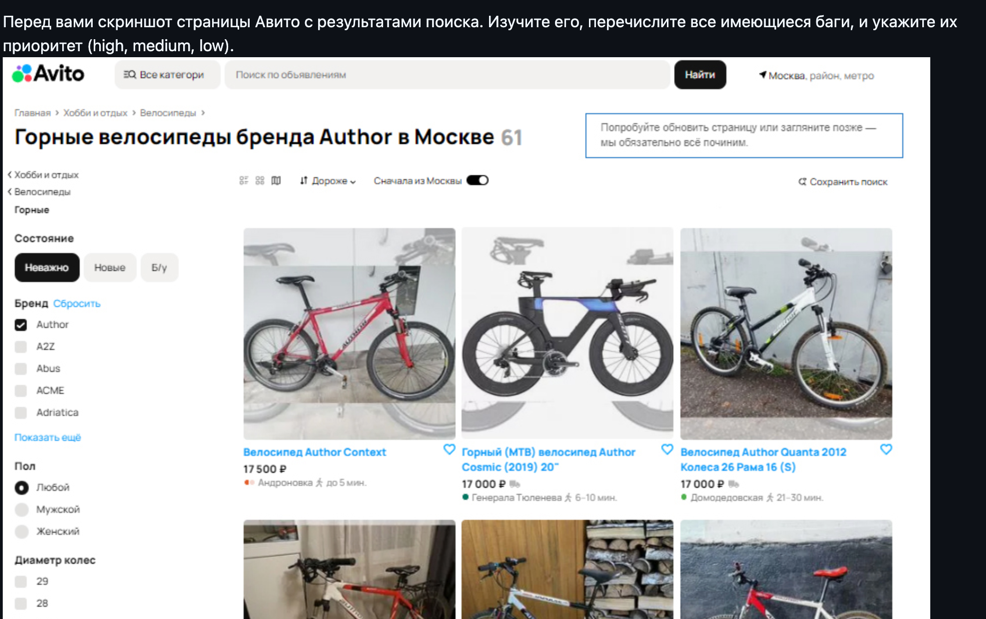 Перед вами скриншот страницы Авито с результатами поиска. Изучите его, перечислите все имеющиеся баги, и укажите их
приоритет (high, medium, low).
Avito
Все категори
Поиск по объявлениям
Найти
Москва, район, метро
Главная > Хобби и отдых > Велосипеды >
Горные велосипеды бренда Author в Москве 61
Попробуйте обновить страницу или загляните позже —
мы обязательно всё починим.
< Хобби и отдых
< Велосипеды
Горные
Дороже
Сначала из Москвы
Сохранить поиск
Состояние
Неважно
Новые
Б/у
Бренд Сбросить
Author
A2Z
Abus
ACME
Adriatica
Показать ещё
Пол
Любой
Мужской
Женский
Диаметр колес
29
28
Велосипед Author Context
17 500 ₽
Андроновка до 5 мин.
Горный (MTB) велосипед Author
Cosmic (2019) 20"
17 000 ₽
Генерала Тюленева 6–10 мин.
Велосипед Author Quanta 2012
Колеса 26 Рама 16 (S)
17 000 ₽
Домодедовская 21–30 мин.